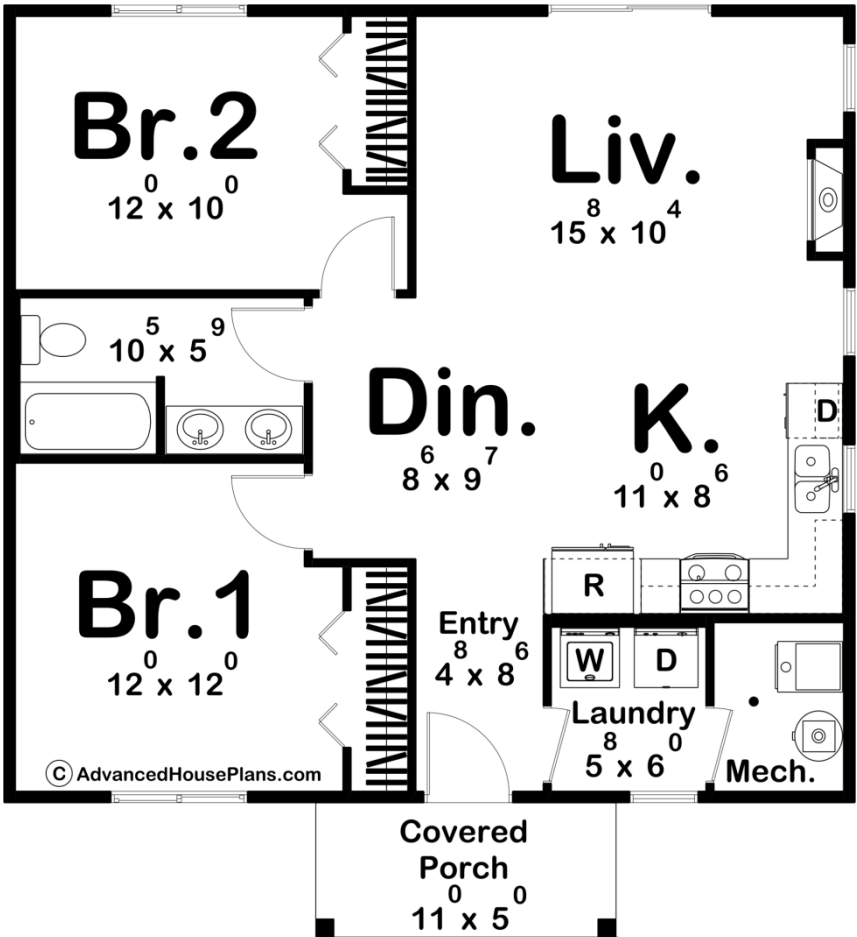 Br.2
12⁰ x 10⁰
Liv.
15⁸ x 10⁴
10⁵ x 5⁹
Din.
8⁶ x 9⁷
K.
11⁰ x 8⁶
D
R
Br.1
12⁰ x 12⁰
Entry
4⁸ x 8⁶
W
D
Laundry
5⁸ x 6⁰
Mech.
© AdvancedHousePlans.com
Covered
Porch
11⁰ x 5⁰